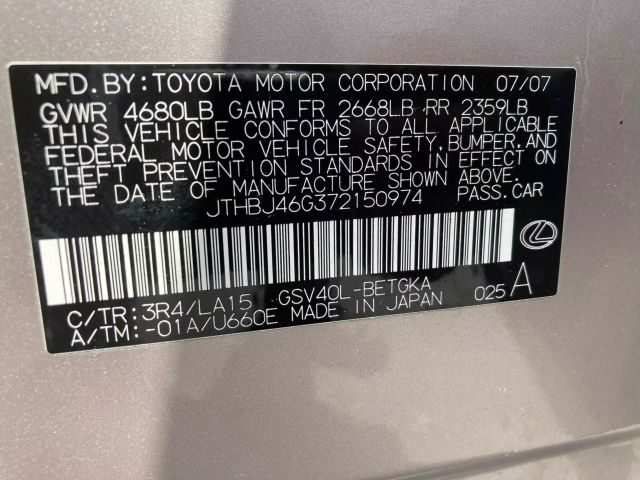 MFD. BY: TOYOTA MOTOR CORPORATION 07/07
GVWR 4680LB GAWR FR 2668LB RR 2359LB
THIS VEHICLE CONFORMS TO ALL APPLICABLE
FEDERAL MOTOR VEHICLE SAFETY, BUMPER, AND
THEFT PREVENTION STANDARDS IN EFFECT ON
THE DATE OF MANUFACTURE SHOWN ABOVE.
JTHBJ46G372150974 PASS. CAR
C/TR: 3R4/LA15 GSV40L-BETGKA
A/TM: -01A/U660E MADE IN JAPAN 025 A